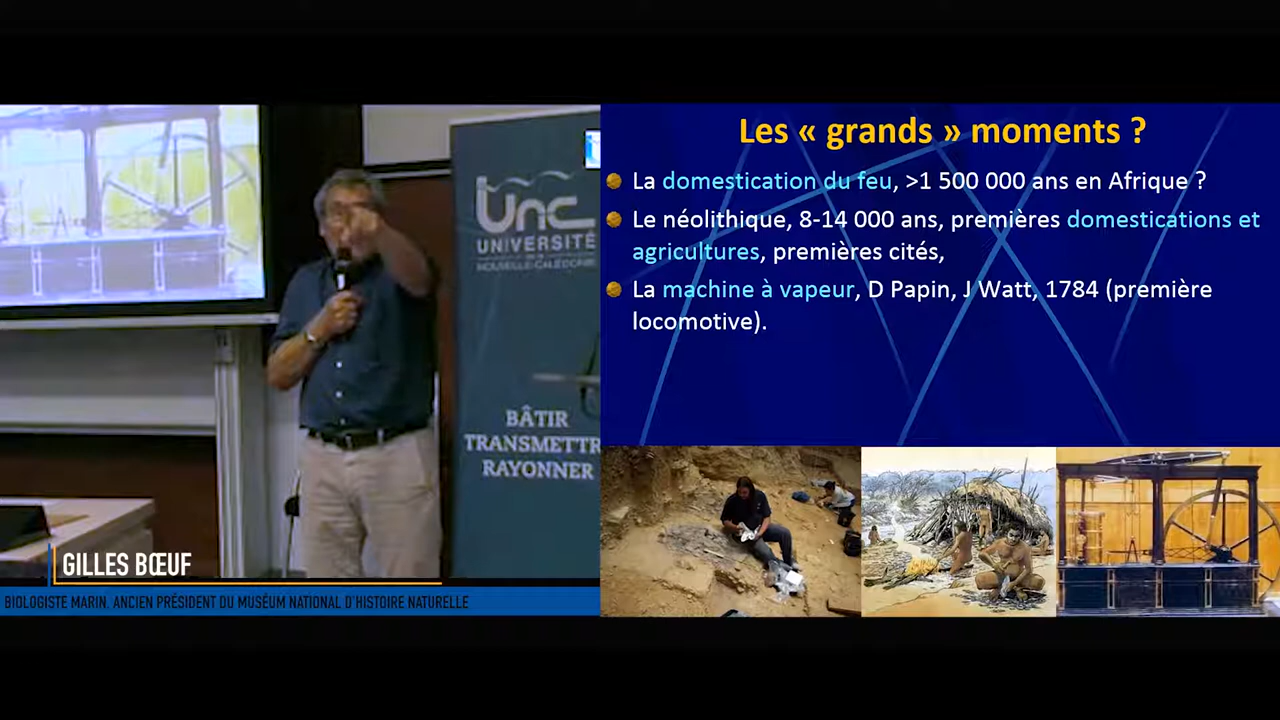 Unc
UNIVERSITÉ
DE LA
NOUVELLE-CALÉDONIE
BÂTIR
TRANSMETTR
RAYONNER
GILLES BŒUF
BIOLOGISTE MARIN, ANCIEN PRÉSIDENT DU MUSÉUM NATIONAL D'HISTOIRE NATURELLE
Les « grands » moments ?
La domestication du feu, >1 500 000 ans en Afrique ?
Le néolithique, 8-14 000 ans, premières domestications et
agricultures, premières cités,
La machine à vapeur, D Papin, J Watt, 1784 (première
locomotive).